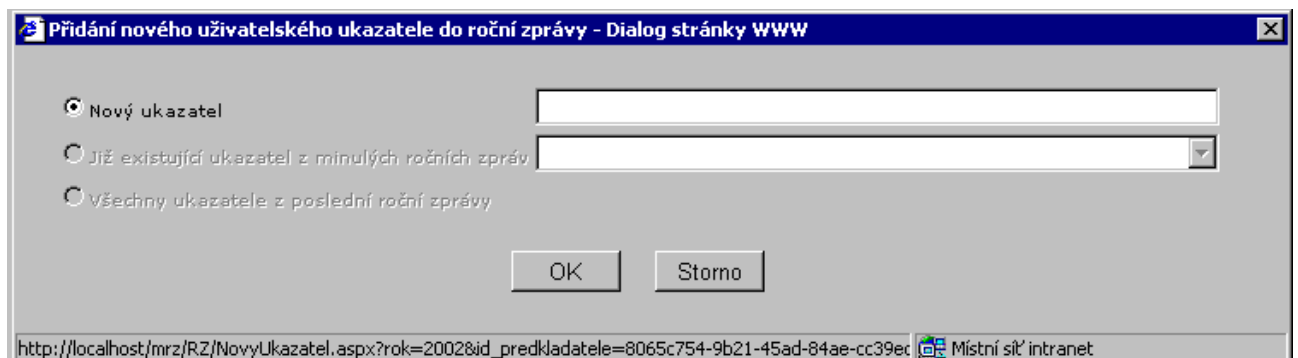 Přidání nového uživatelského ukazatele do roční zprávy - Dialog stránky WWW
Nový ukazatel
Již existující ukazatel z minulých ročních zpráv
Všechny ukazatele z poslední roční zprávy
OK Storno
http://localhost/mrz/RZ/NovyUkazatel.aspx?rok=2002&id_predkladatele=8065c754-9b21-45ad-84ae-cc39ec Místní síť intranet